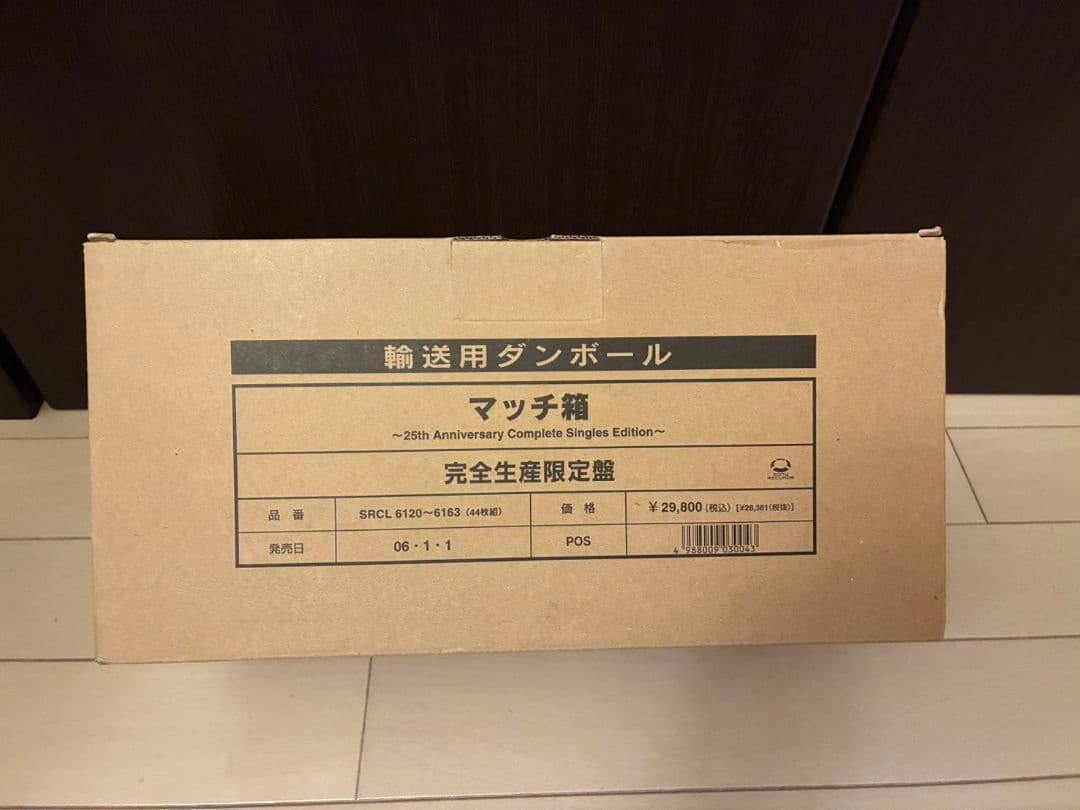 輸送用ダンボール
マッチ箱
〜25th Anniversary Complete Singles Edition〜
完全生産限定盤
SONY RECORDS
品番 SRCL 6120〜6163（44枚組） 価格 ￥29,800（税込）[¥28,381（税抜）]
発売日 06・1・1 POS 4 988009 030043